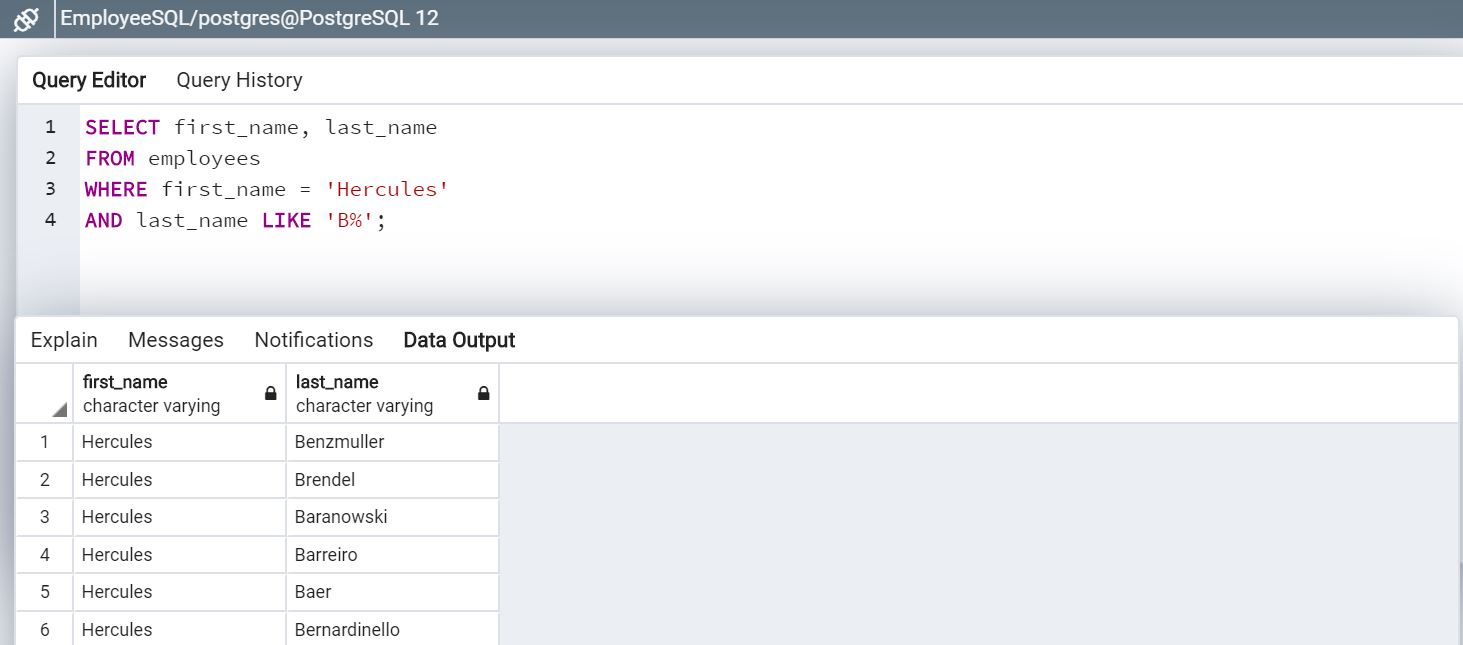 EmployeeSQL/postgres@PostgreSQL 12
Query Editor Query History
1 SELECT first_name, last_name
2 FROM employees
3 WHERE first_name = 'Hercules'
4 AND last_name LIKE 'B%';
Explain Messages Notifications Data Output
first_name last_name
character varying character varying
1 Hercules Benzmuller
2 Hercules Brendel
3 Hercules Baranowski
4 Hercules Barreiro
5 Hercules Baer
6 Hercules Bernardinello